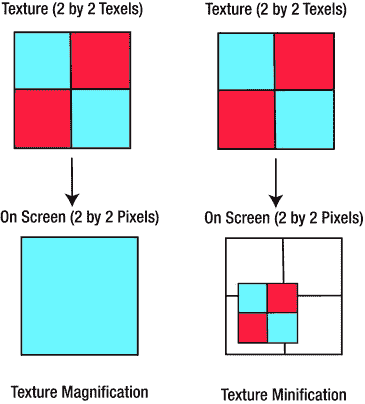 Texture (2 by 2 Texels)
Texture (2 by 2 Texels)
On Screen (2 by 2 Pixels)
On Screen (2 by 2 Pixels)
Texture Magnification
Texture Minification